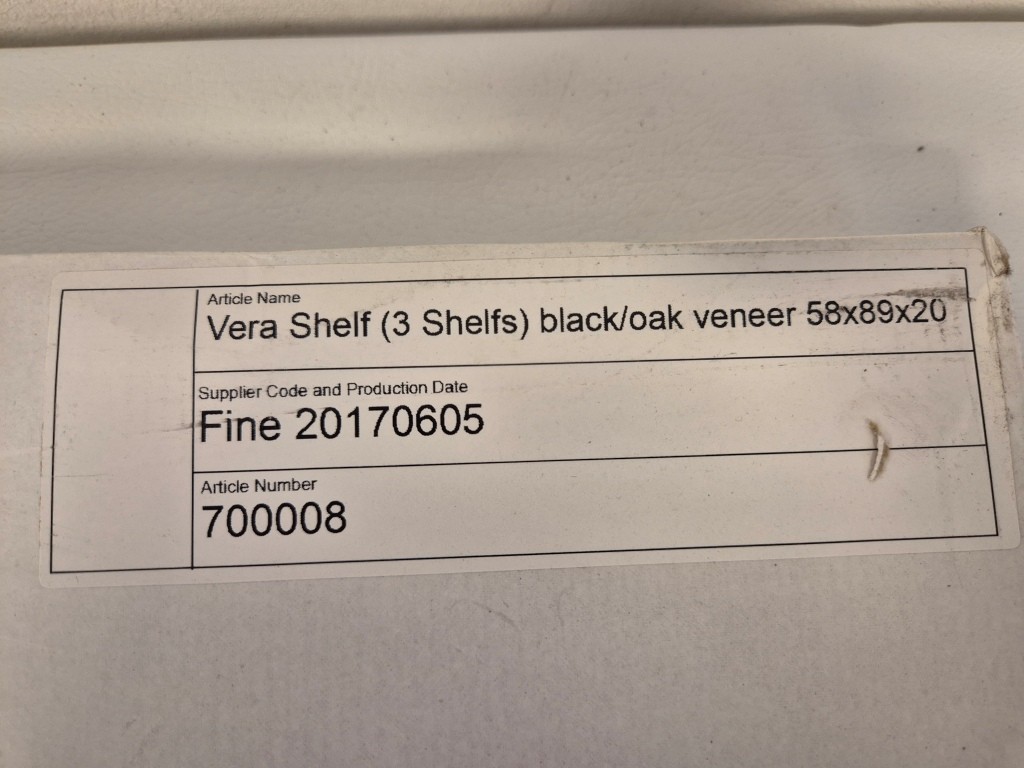 Article Name
Vera Shelf (3 Shelfs) black/oak veneer 58x89x20
Supplier Code and Production Date
Fine 20170605
Article Number
700008